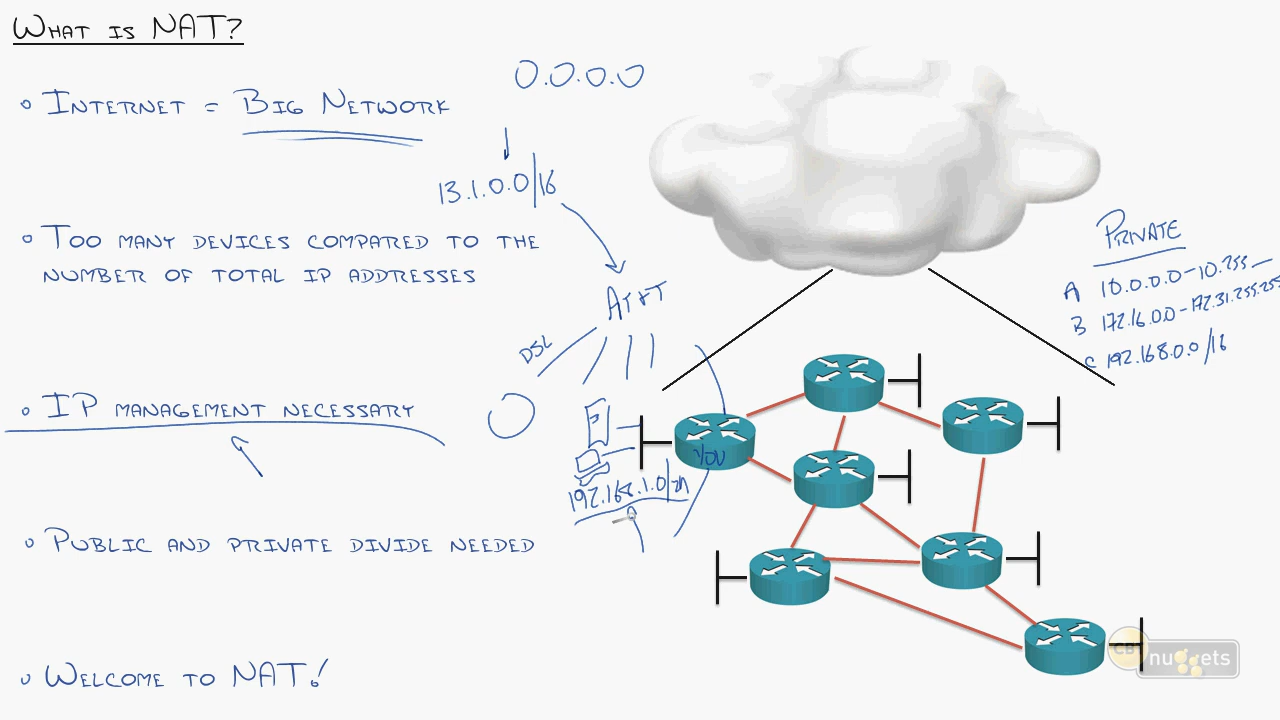 WHAT IS NAT?
INTERNET = BIG NETWORK
0.0.0.0
13.1.0.0/16
TOO MANY DEVICES COMPARED TO THE
NUMBER OF TOTAL IP ADDRESSES
AT&T
DSL
PRIVATE
A 10.0.0.0-10.255
B 172.16.0.0-172.31.255.255
C 192.168.0.0/16
IP MANAGEMENT NECESSARY
YOU
192.168.1.0/24
PUBLIC AND PRIVATE DIVIDE NEEDED
WELCOME TO NAT!
CBT nuggets